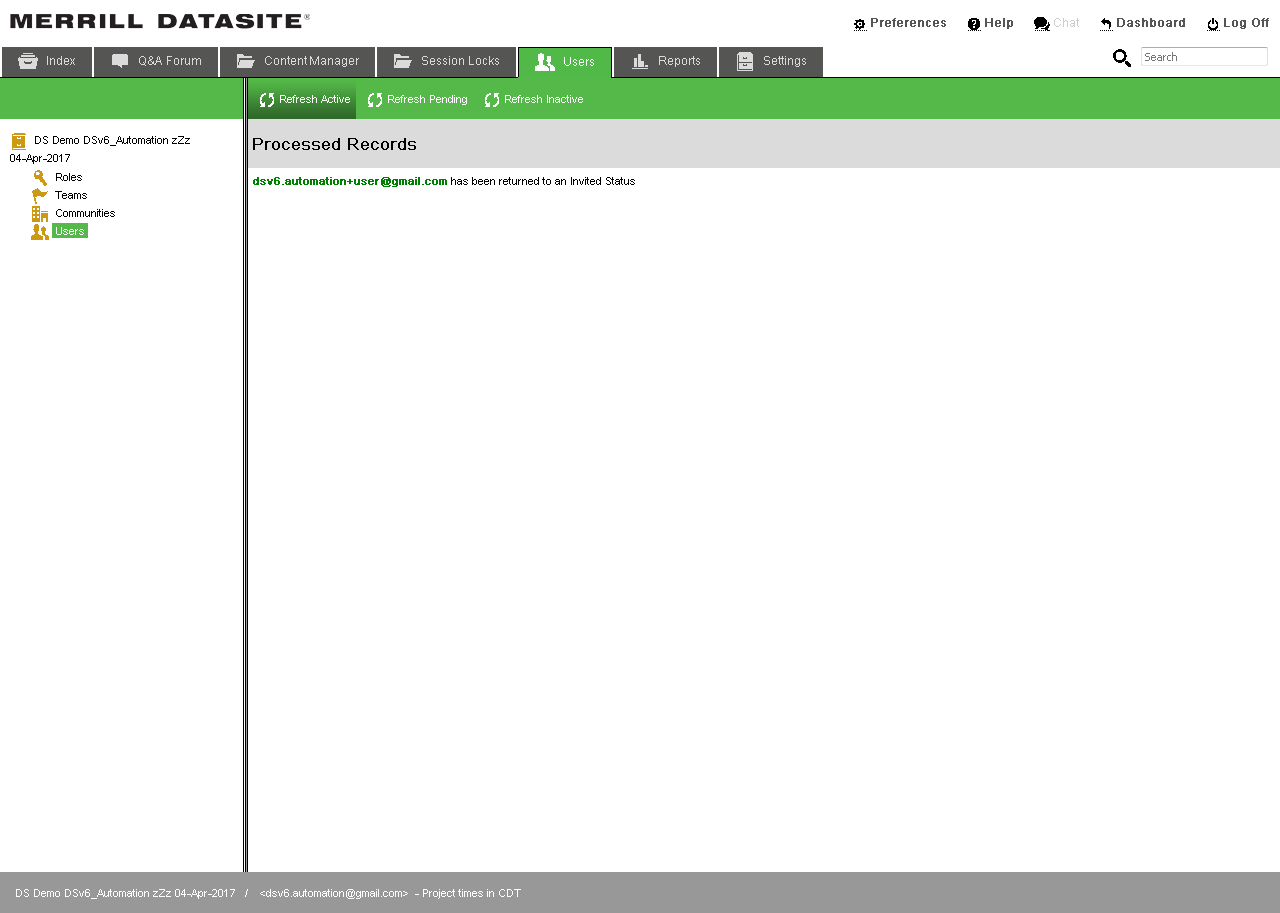 MERRILL DATASITE®
Preferences Help Chat Dashboard Log Off
Index Q&A Forum Content Manager Session Locks Users Reports Settings Search
Refresh Active Refresh Pending Refresh Inactive
DS Demo DSv6_Automation zZz
04-Apr-2017
Roles
Teams
Communities
Users
Processed Records
dsv6.automation+user@gmail.com has been returned to an Invited Status
DS Demo DSv6_Automation zZz 04-Apr-2017 / <dsv6.automation@gmail.com> - Project times in CDT